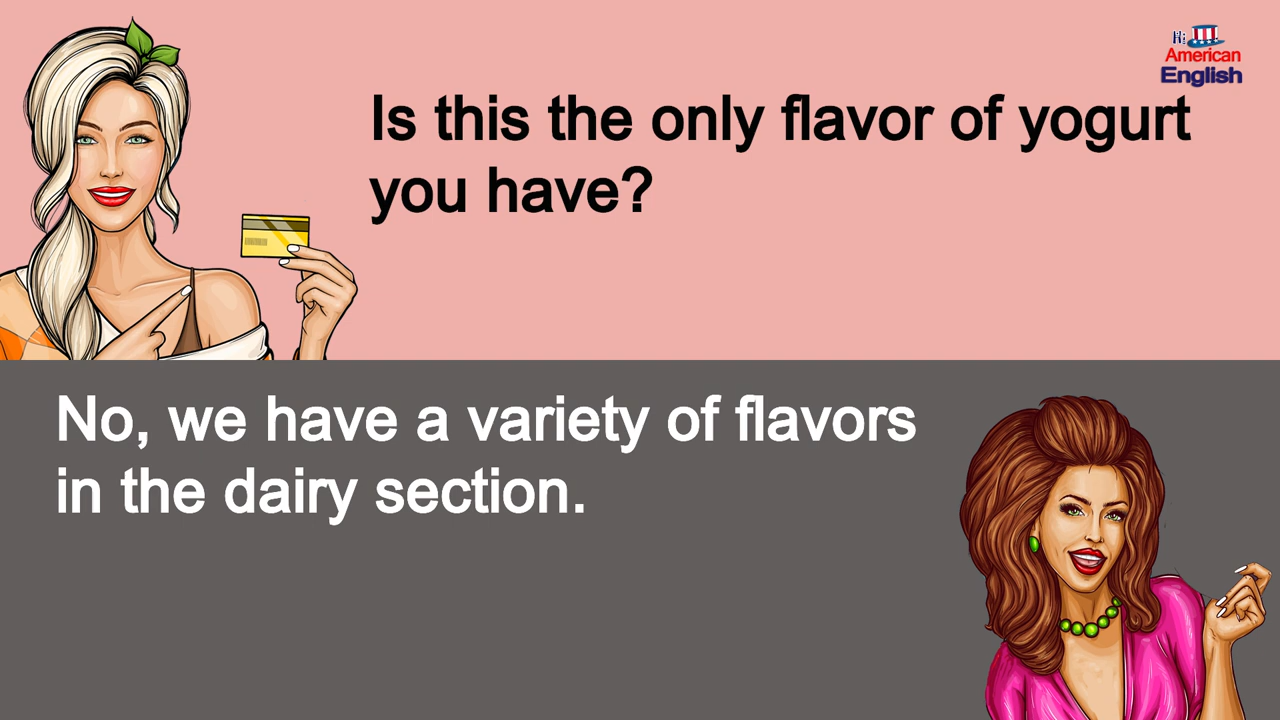 Hi
American
English
Is this the only flavor of yogurt
you have?
No, we have a variety of flavors
in the dairy section.